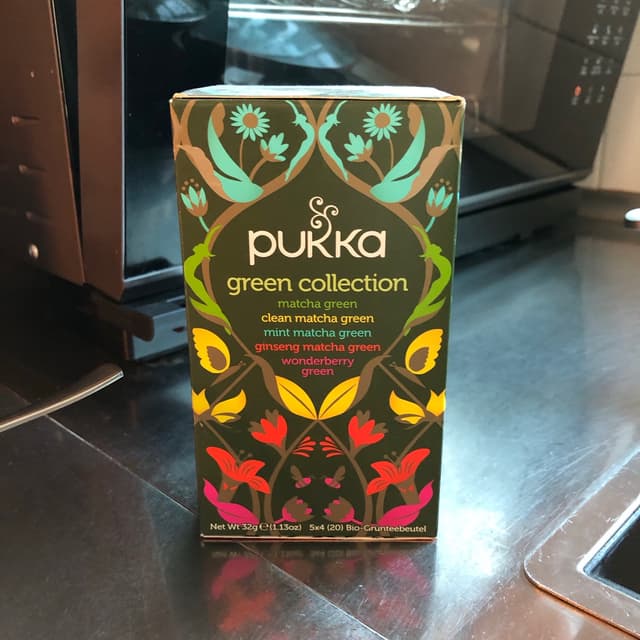 pukka
green collection
matcha green
clean matcha green
mint matcha green
ginseng matcha green
wonderberry
green
Net Wt 32g ℮ (1.13oz) 5x4 (20) Bio-Grünteebeutel